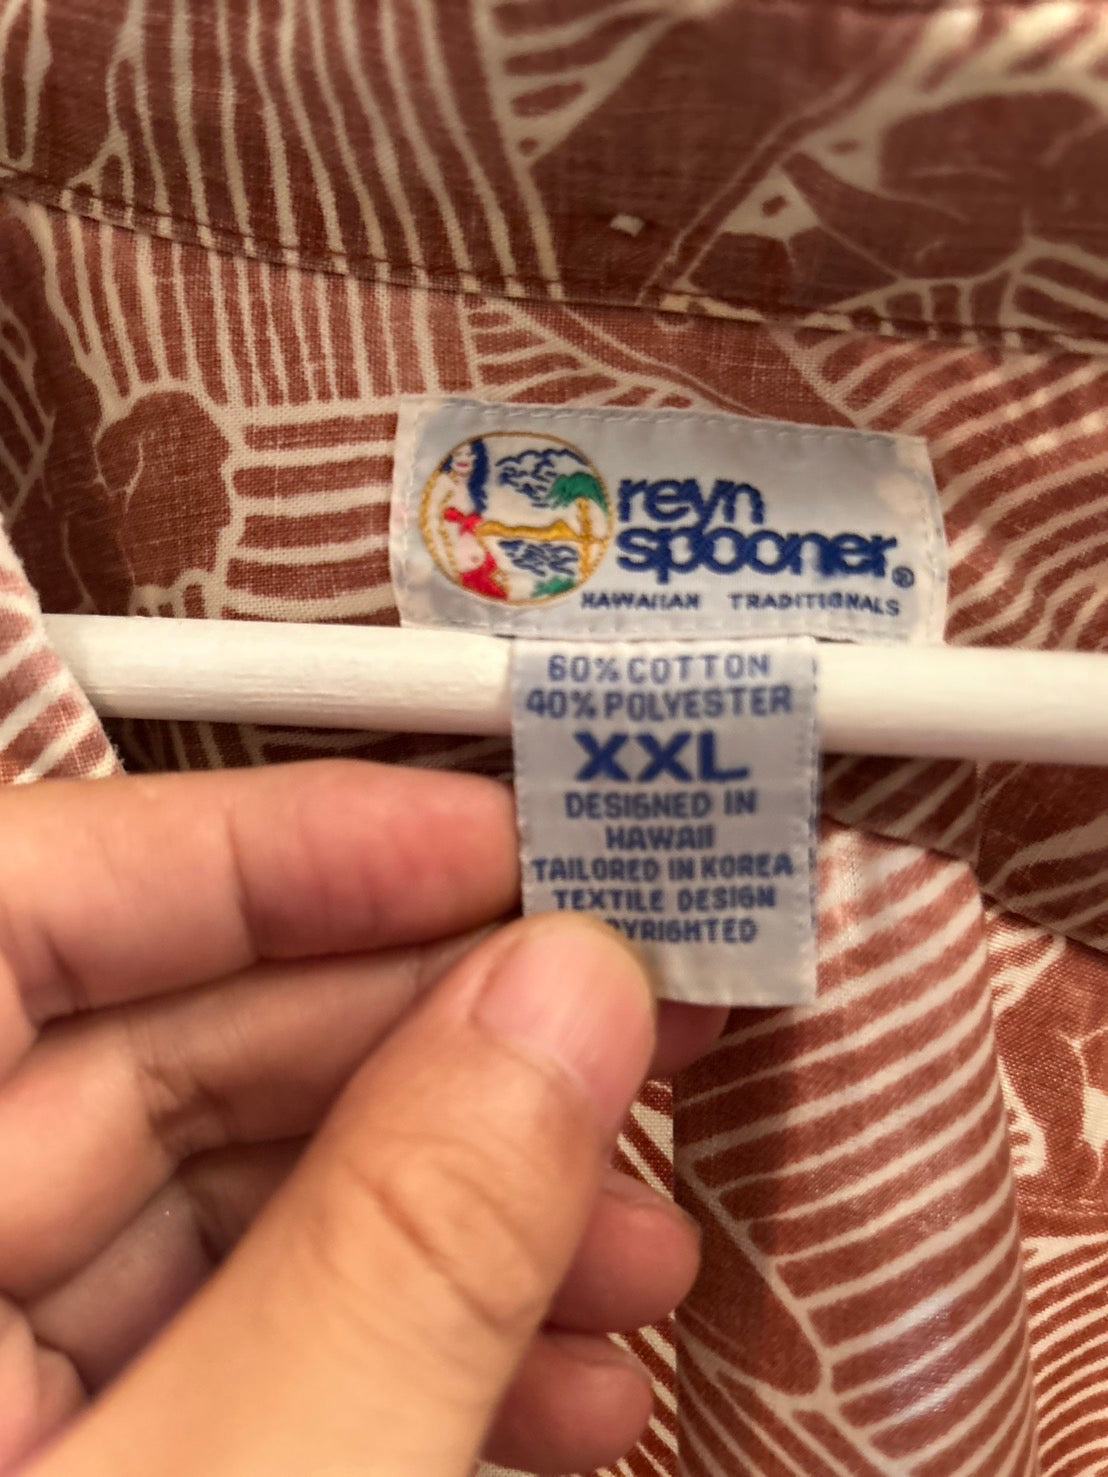 reyn
spooner®
HAWAIIAN TRADITIONALS
60% COTTON
40% POLYESTER
XXL
DESIGNED IN
HAWAII
TAILORED IN KOREA
TEXTILE DESIGN